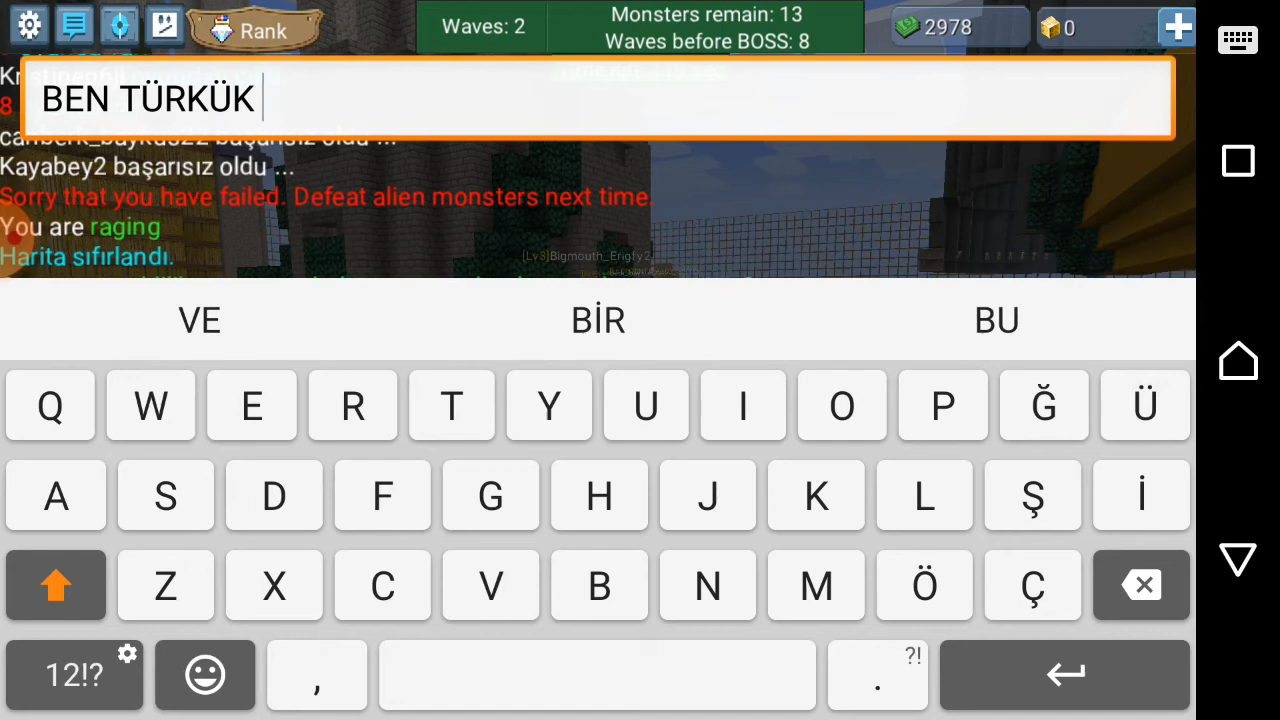 Rank
Waves: 2
Monsters remain: 13
Waves before BOSS: 8
2978
0
BEN TÜRKÜK
8
Kayabey2 başarısız oldu ...
Sorry that you have failed. Defeat alien monsters next time.
You are raging
Harita sıfırlandı.
[Lv3]Bigmouth_Erigfy2
VE BİR BU
Q W E R T Y U I O P Ğ Ü
A S D F G H J K L Ş İ
Z X C V B N M Ö Ç
12!? , . ?!